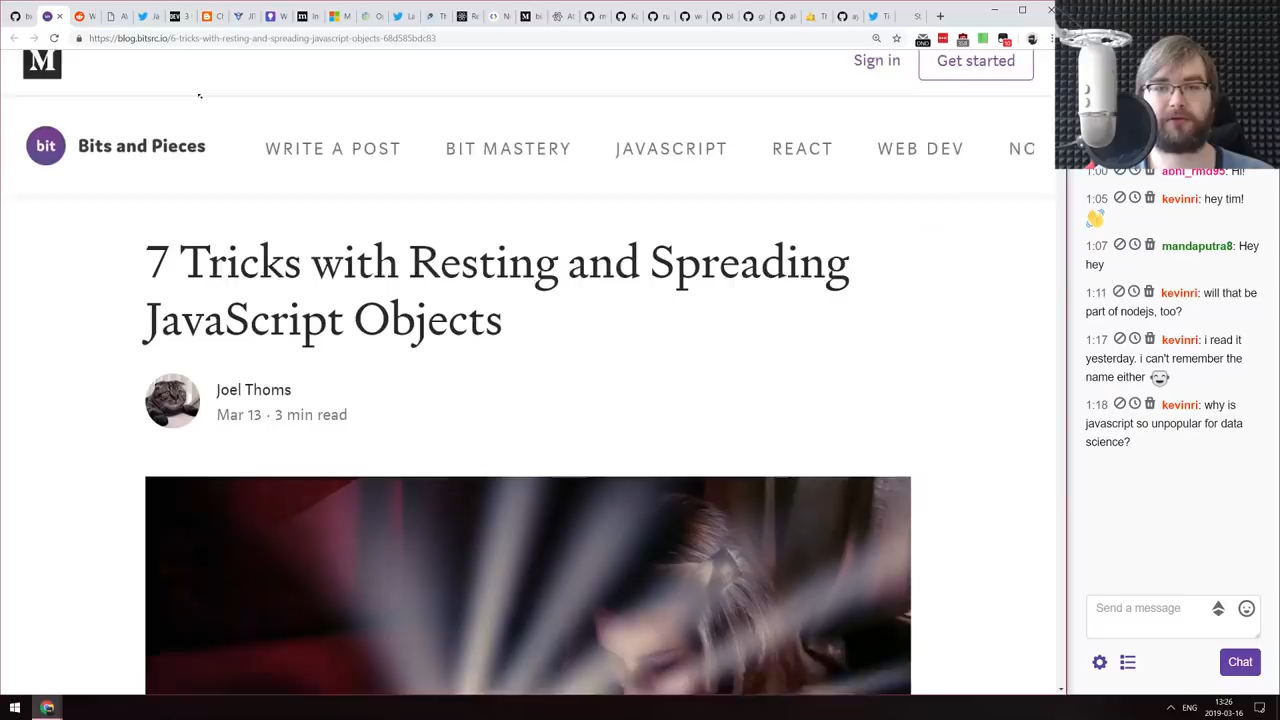 https://blog.bitsrc.io/6-tricks-with-resting-and-spreading-javascript-objects-68d585bdc83
M
Sign in
Get started
bit
Bits and Pieces
WRITE A POST
BIT MASTERY
JAVASCRIPT
REACT
WEB DEV
NO
7 Tricks with Resting and Spreading
JavaScript Objects
Joel Thoms
Mar 13 · 3 min read
1:00 abhi_rmd95: Hi!
1:05 kevinri: hey tim!
1:07 mandaputra8: Hey
hey
1:11 kevinri: will that be
part of nodejs, too?
1:17 kevinri: i read it
yesterday. i can't remember the
name either
1:18 kevinri: why is
javascript so unpopular for data
science?
Send a message
Chat
ENG
13:26
2019-03-16